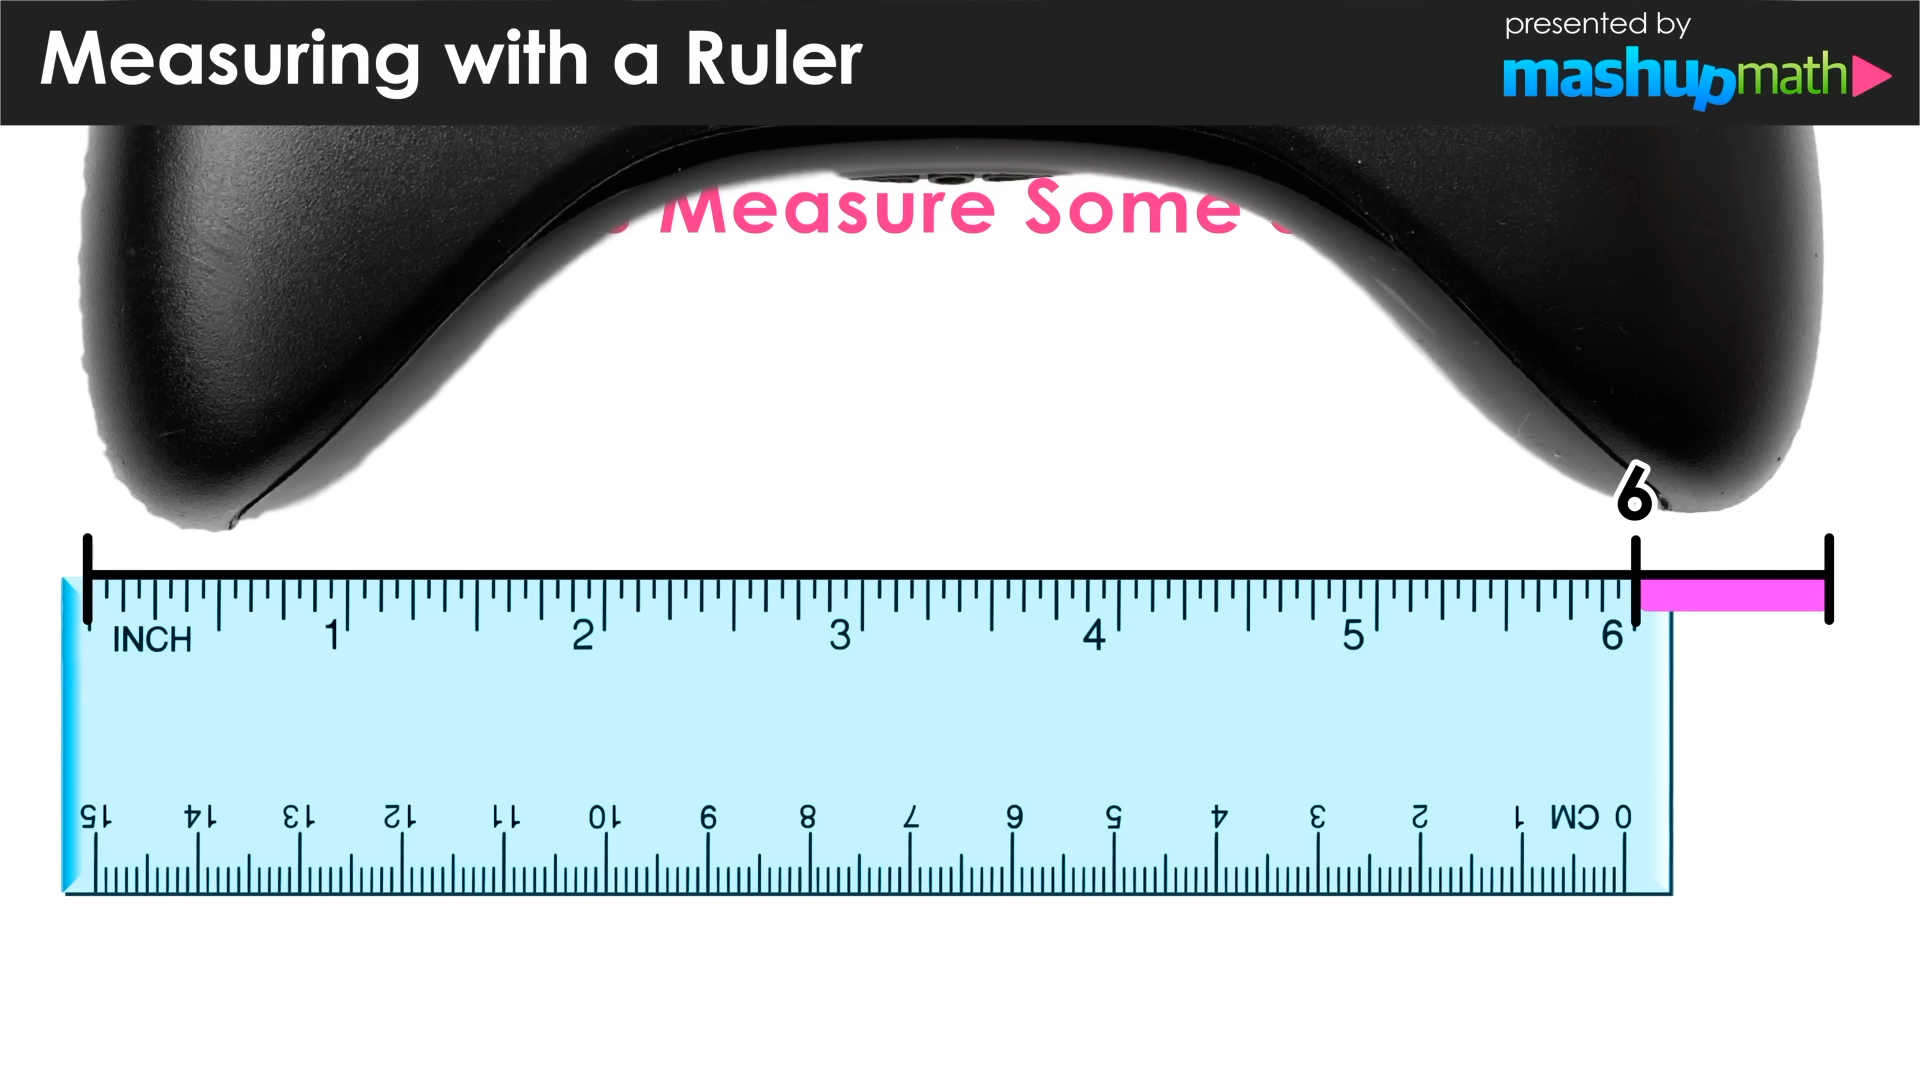 Measuring with a Ruler
presented by
mashupmath
Measure Some
6
INCH 1 2 3 4 5 6
15 14 13 12 11 10 9 8 7 6 5 4 3 2 1 CM 0